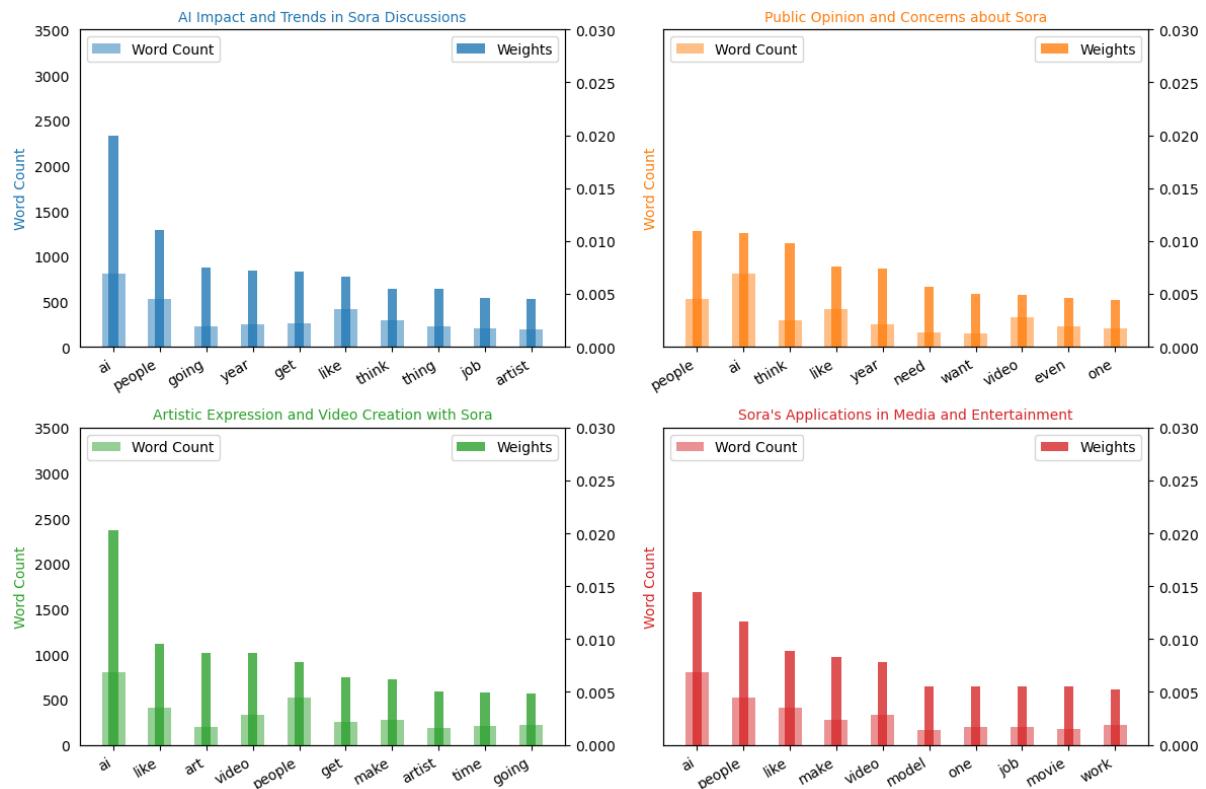 AI Impact and Trends in Sora Discussions
Word Count
Weights
Word Count
3500
3000
2500
2000
1500
1000
500
0
0.030
0.025
0.020
0.015
0.010
0.005
0.000
ai
people
going
year
get
like
think
thing
job
artist
Public Opinion and Concerns about Sora
Word Count
Weights
Word Count
0.030
0.025
0.020
0.015
0.010
0.005
0.000
people
ai
think
like
year
need
want
video
even
one
Artistic Expression and Video Creation with Sora
Word Count
Weights
Word Count
3500
3000
2500
2000
1500
1000
500
0
0.030
0.025
0.020
0.015
0.010
0.005
0.000
ai
like
art
video
people
get
make
artist
time
going
Sora's Applications in Media and Entertainment
Word Count
Weights
Word Count
0.030
0.025
0.020
0.015
0.010
0.005
0.000
ai
people
like
make
video
model
one
job
movie
work